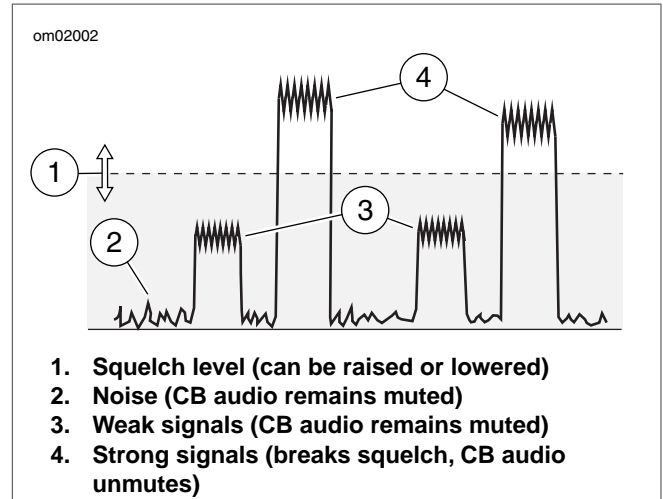 om02002
4
1
3
2
1. Squelch level (can be raised or lowered)
2. Noise (CB audio remains muted)
3. Weak signals (CB audio remains muted)
4. Strong signals (breaks squelch, CB audio
unmutes)